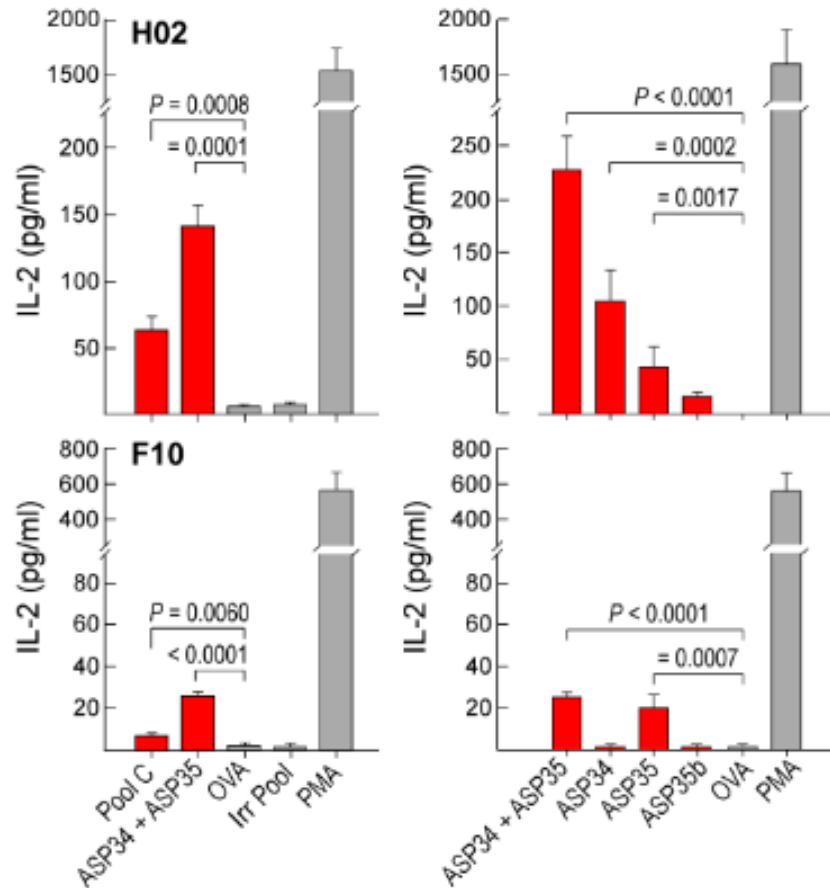 H02
IL-2 (pg/ml)
2000
1500
200
150
100
50
P = 0.0008
= 0.0001
IL-2 (pg/ml)
2000
1500
250
200
150
100
50
P < 0.0001
= 0.0002
= 0.0017
F10
IL-2 (pg/ml)
800
600
400
80
60
40
20
P = 0.0060
< 0.0001
Pool C
ASP34 + ASP35
OVA
Irr Pool
PMA
IL-2 (pg/ml)
800
600
400
80
60
40
20
P < 0.0001
= 0.0007
ASP34 + ASP35
ASP34
ASP35
ASP35b
OVA
PMA